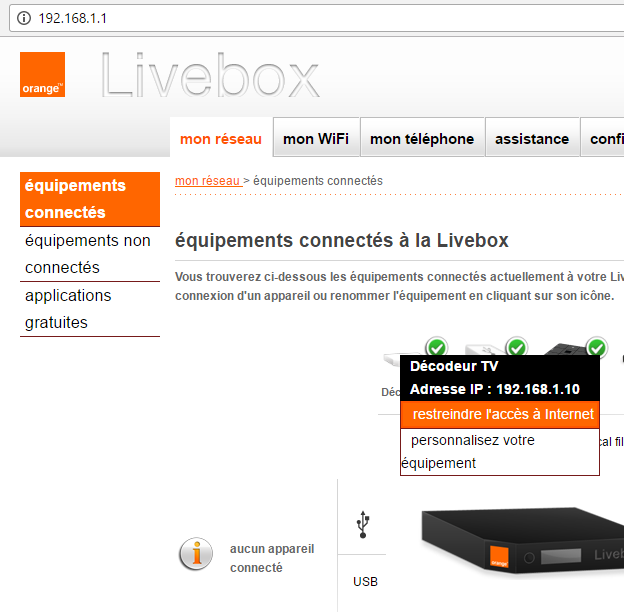 192.168.1.1
orange™
Livebox
mon réseau
mon WiFi
mon téléphone
assistance
confi
équipements
connectés
équipements non
connectés
applications
gratuites
mon réseau > équipements connectés
équipements connectés à la Livebox
Vous trouverez ci-dessous les équipements connectés actuellement à votre Liv
connexion d'un appareil ou renommer l'équipement en cliquant sur son icône.
Décodeur TV
Adresse IP : 192.168.1.10
Déc
restreindre l'accès à Internet
personnalisez votre
équipement
cal fil
aucun appareil
connecté
USB
orange
Livebo